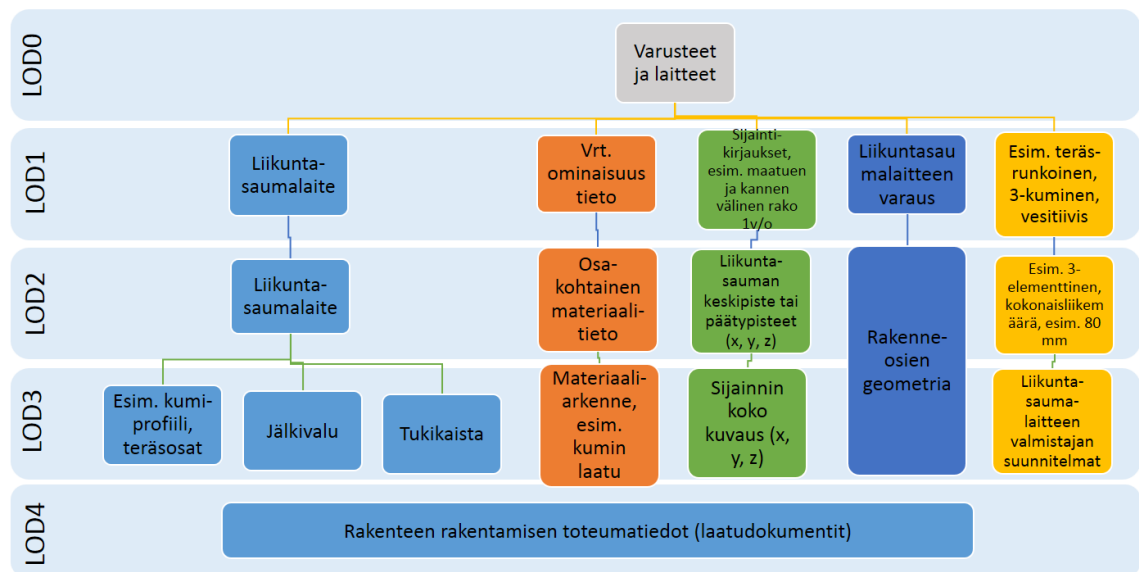 LOD0
Varusteet
ja laitteet
LOD1
Liikunta-
saumalaite
Vrt.
ominaisuus
tieto
Sijainti-
kirjaukset,
esim. maatuen
ja kannen
välinen rako
1v/o
Liikuntasau
malaitteen
varaus
Esim. teräs-
runkoinen,
3-kuminen,
vesitiivis
LOD2
Liikunta-
saumalaite
Osa-
kohtainen
materiaali-
tieto
Liikunta-
sauman
keskipiste tai
päätypisteet
(x, y, z)
Rakenne-
osien
geometria
Esim. 3-
elementtinen,
kokonaisliikem
äärä, esim. 80
mm
LOD3
Esim. kumi-
profiili,
teräsosat
Jälkivalu
Tukikaista
Materiaali-
arkenne,
esim.
kumin
laatu
Sijainnin
koko
kuvaus (x,
y, z)
Liikunta-
sauma-
laitteen
valmistajan
suunnitelmat
LOD4
Rakenteen rakentamisen toteumatiedot (laatudokumentit)